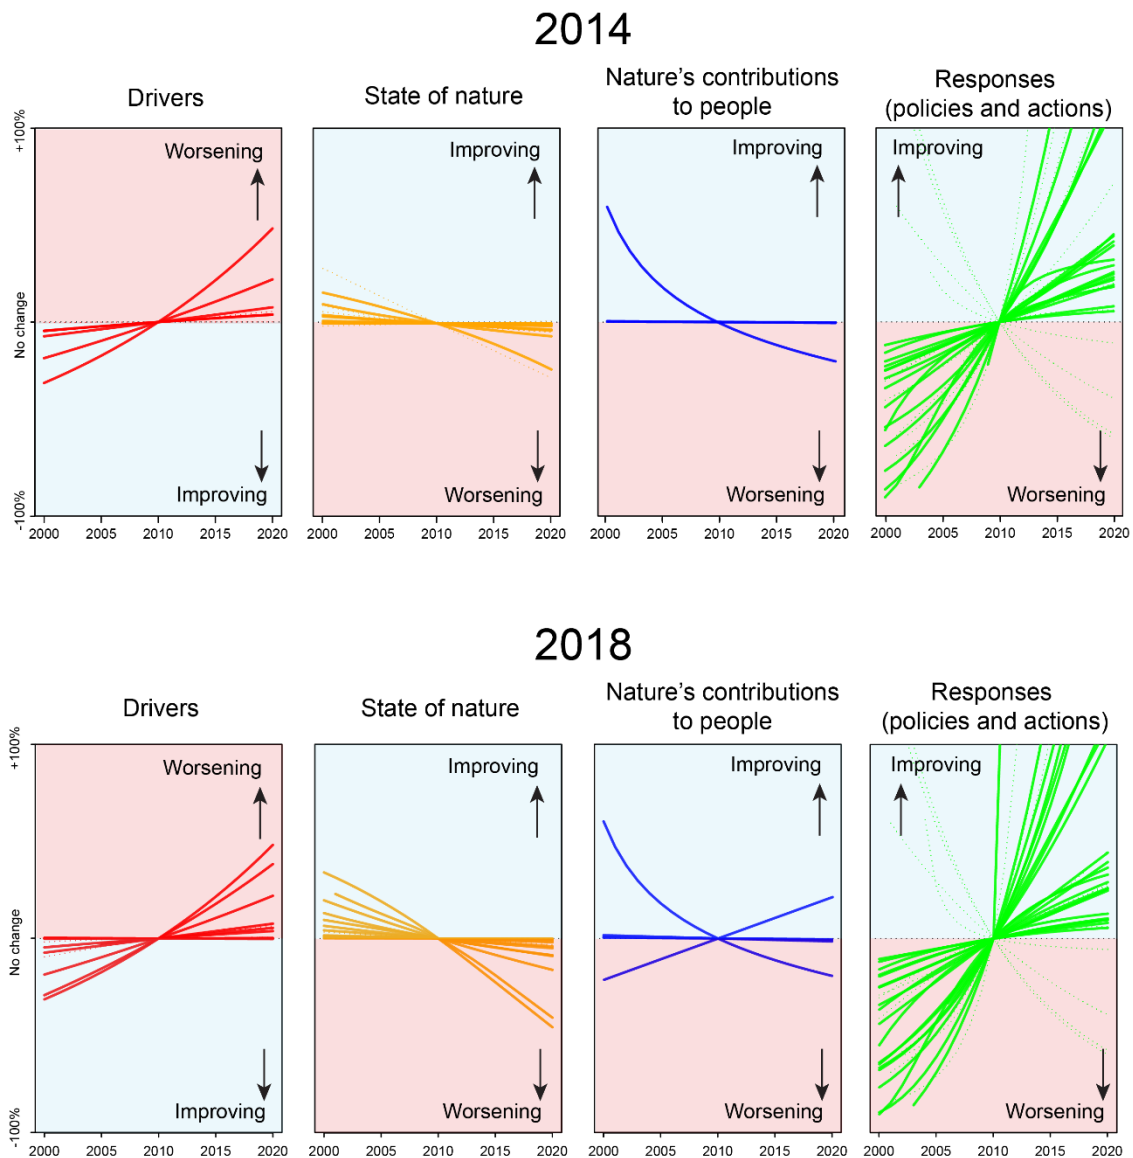 2014
Drivers
State of nature
Nature's contributions
to people
Responses
(policies and actions)
+100%
No change
-100%
Worsening
Improving
Improving
Worsening
Improving
Worsening
Improving
Worsening
2000 2005 2010 2015 2020
2000 2005 2010 2015 2020
2000 2005 2010 2015 2020
2000 2005 2010 2015 2020
2018
Drivers
State of nature
Nature's contributions
to people
Responses
(policies and actions)
+100%
No change
-100%
Worsening
Improving
Improving
Worsening
Improving
Worsening
Improving
Worsening
2000 2005 2010 2015 2020
2000 2005 2010 2015 2020
2000 2005 2010 2015 2020
2000 2005 2010 2015 2020